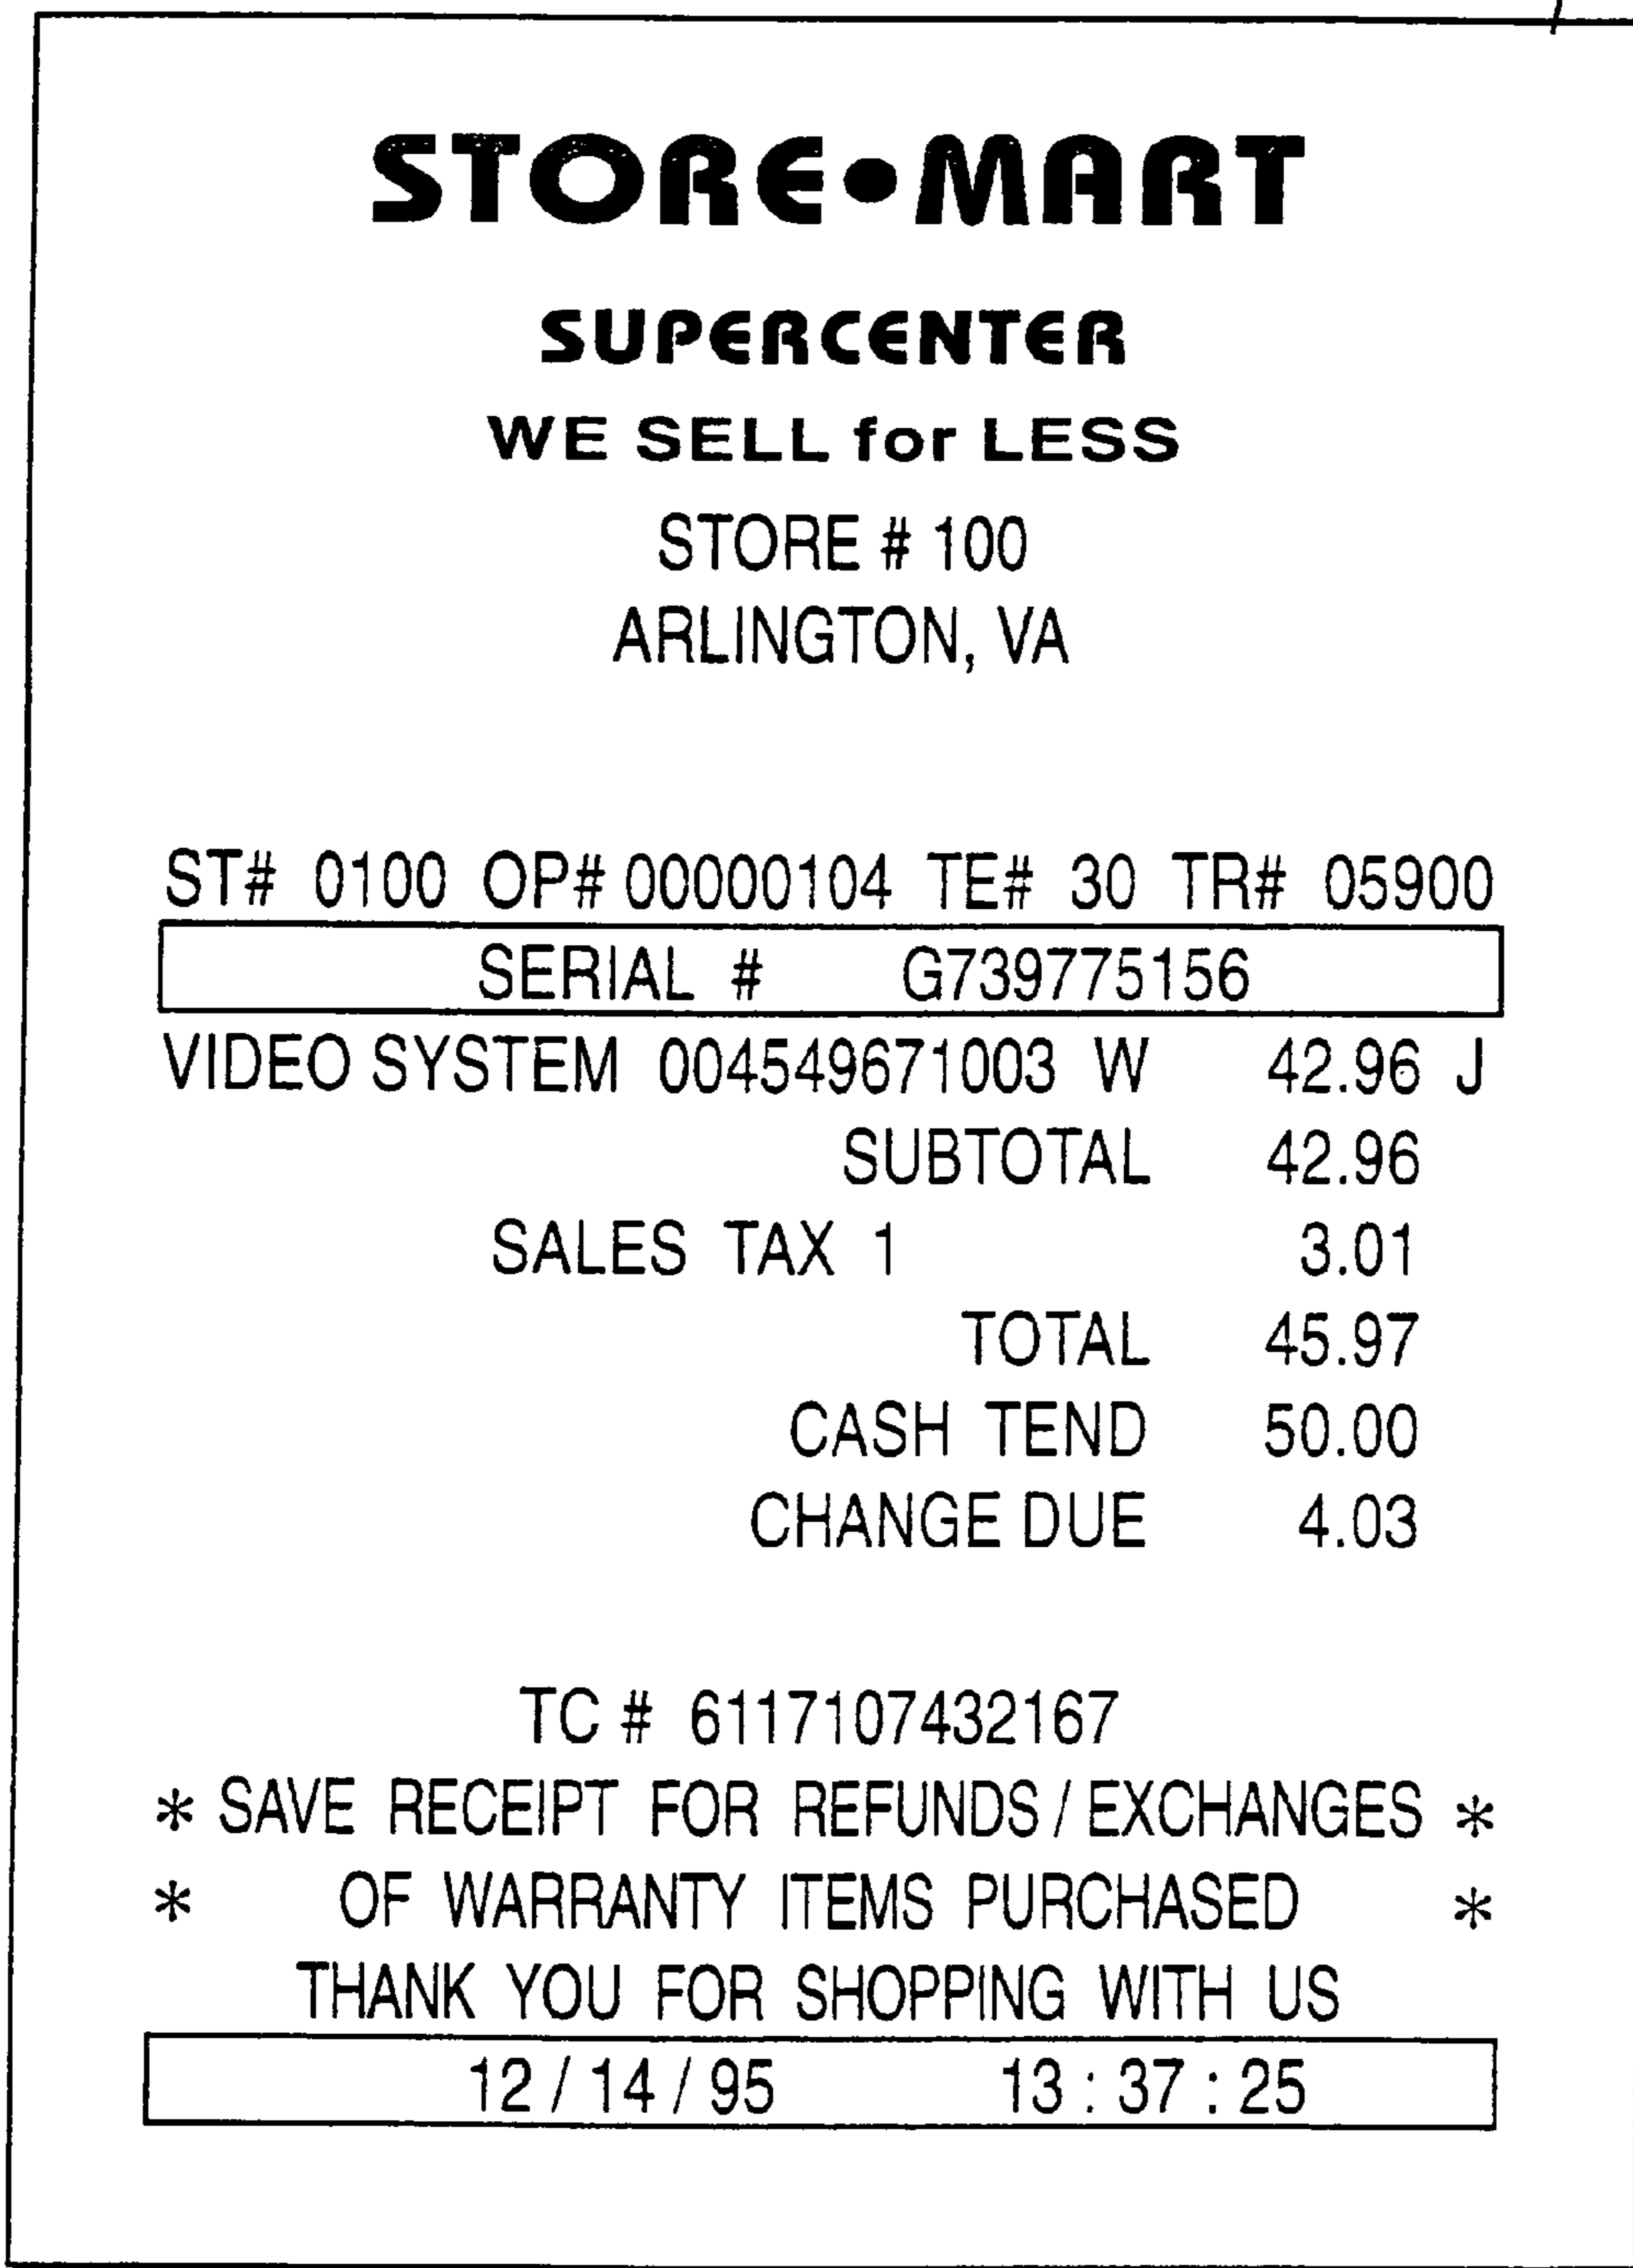 STORE•MART
SUPERCENTER
WE SELL for LESS
STORE # 100
ARLINGTON, VA
ST# 0100 OP# 00000104 TE# 30 TR# 05900
SERIAL # G739775156
VIDEO SYSTEM 004549671003 W 42.96 J
SUBTOTAL 42.96
SALES TAX 1 3.01
TOTAL 45.97
CASH TEND 50.00
CHANGE DUE 4.03
TC # 6117107432167
* SAVE RECEIPT FOR REFUNDS / EXCHANGES *
* OF WARRANTY ITEMS PURCHASED *
THANK YOU FOR SHOPPING WITH US
12 / 14 / 95 13 : 37 : 25